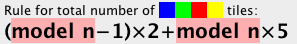 Rule for total number of tiles:
(model n−1)×2+model n×5